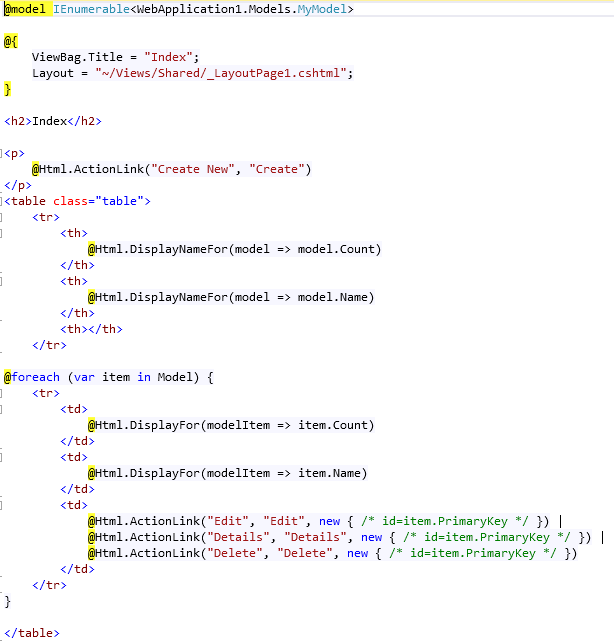 @model IEnumerable<WebApplication1.Models.MyModel>
@{
    ViewBag.Title = "Index";
    Layout = "~/Views/Shared/_LayoutPage1.cshtml";
}
<h2>Index</h2>
<p>
    @Html.ActionLink("Create New", "Create")
</p>
<table class="table">
    <tr>
        <th>
            @Html.DisplayNameFor(model => model.Count)
        </th>
        <th>
            @Html.DisplayNameFor(model => model.Name)
        </th>
        <th></th>
    </tr>
@foreach (var item in Model) {
    <tr>
        <td>
            @Html.DisplayFor(modelItem => item.Count)
        </td>
        <td>
            @Html.DisplayFor(modelItem => item.Name)
        </td>
        <td>
            @Html.ActionLink("Edit", "Edit", new { /* id=item.PrimaryKey */ }) |
            @Html.ActionLink("Details", "Details", new { /* id=item.PrimaryKey */ }) |
            @Html.ActionLink("Delete", "Delete", new { /* id=item.PrimaryKey */ })
        </td>
    </tr>
}
</table>